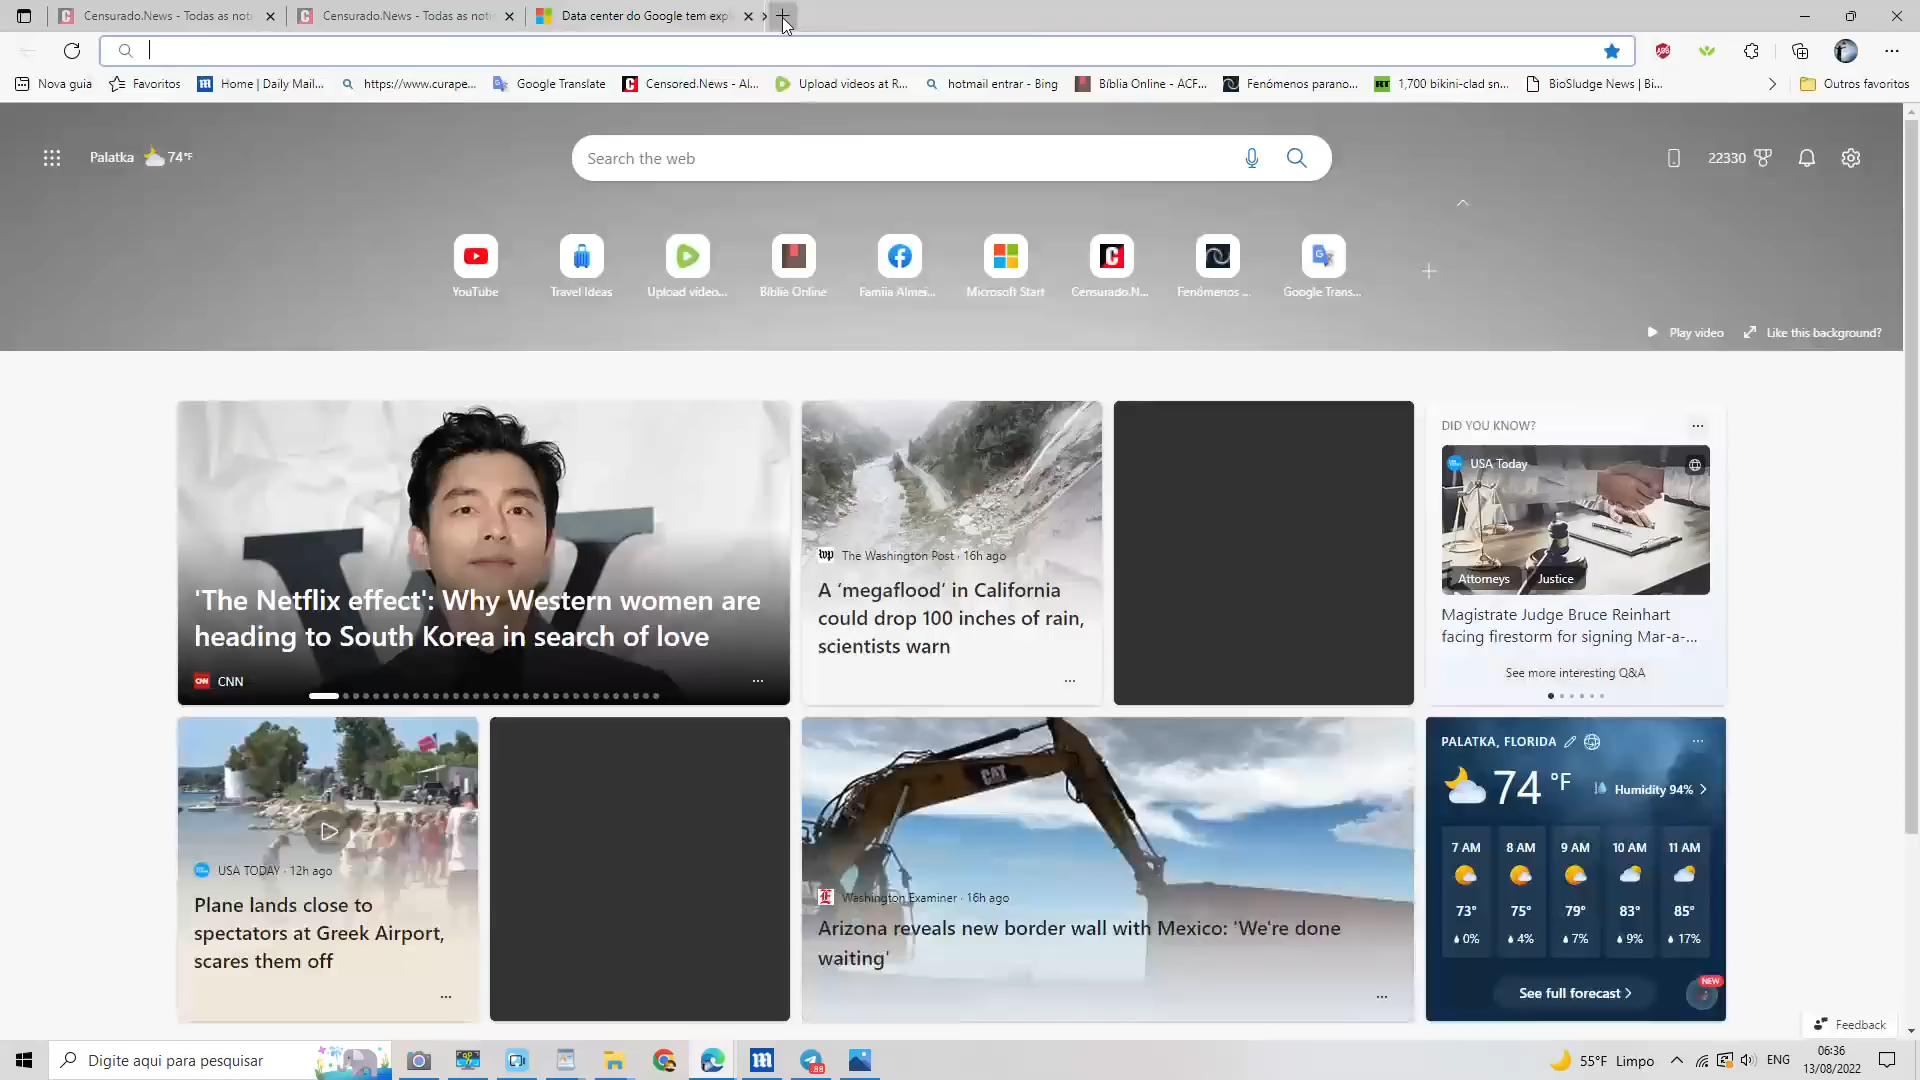 Censurado.News - Todas as not
Censurado.News - Todas as not
Data center do Google tem exp
Nova guia
Favoritos
Home | Daily Mail...
https://www.curape...
Google Translate
Censored.News - Al...
Upload videos at R...
hotmail entrar - Bing
Bíblia Online - ACF...
Fenómenos parano...
1,700 bikini-clad sn...
BioSludge News | Bi...
Outros favoritos
Palatka 74°F
Search the web
22330
YouTube
Travel Ideas
Upload video...
Bíblia Online
Famíia Almei...
Microsoft Start
Censurado.N...
Fenómenos ...
Google Trans...
Play video
Like this background?
'The Netflix effect': Why Western women are
heading to South Korea in search of love
CNN
The Washington Post · 16h ago
A ‘megaflood’ in California
could drop 100 inches of rain,
scientists warn
DID YOU KNOW?
USA Today
Attorneys
Justice
Magistrate Judge Bruce Reinhart
facing firestorm for signing Mar-a-...
See more interesting Q&A
USA TODAY · 12h ago
Plane lands close to
spectators at Greek Airport,
scares them off
CAT
Washington Examiner · 16h ago
Arizona reveals new border wall with Mexico: 'We're done
waiting'
PALATKA, FLORIDA
74 °F
Humidity 94%
7 AM 8 AM 9 AM 10 AM 11 AM
73° 75° 79° 83° 85°
0% 4% 7% 9% 17%
See full forecast
NEW
Feedback
Digite aqui para pesquisar
55°F Limpo
ENG
06:36
13/08/2022